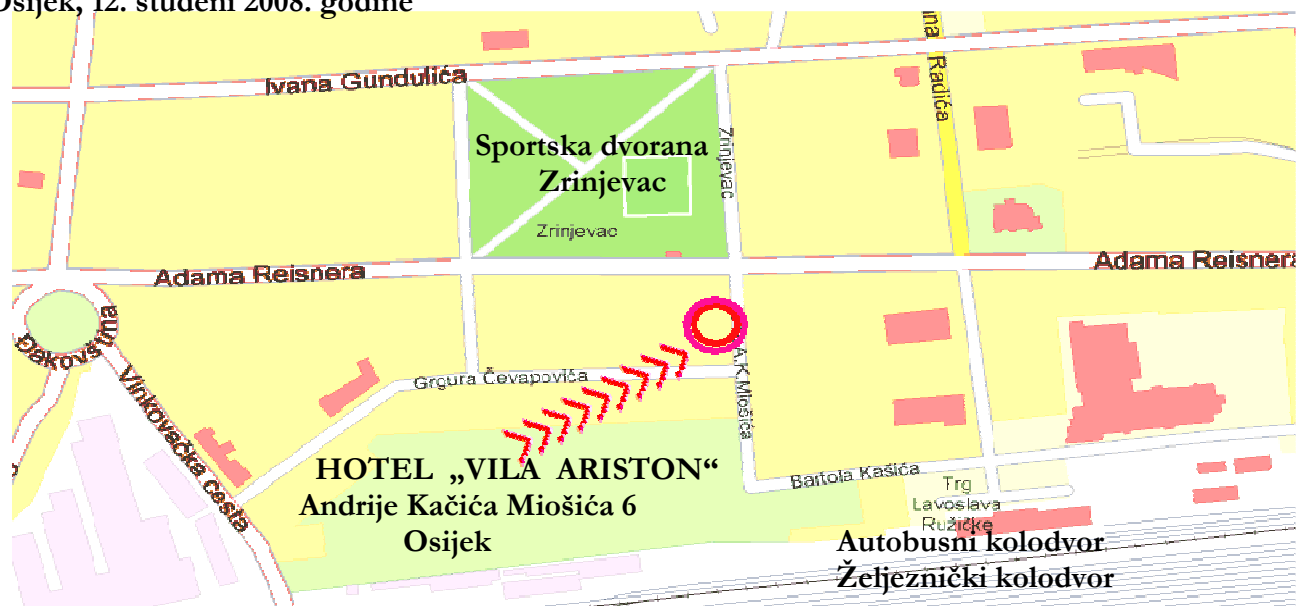 Osijek, 12. studeni 2008. godine
Ivana Gundulića
Radića
Sportska dvorana
Zrinjevac
Zrinjevac
Zrinjevac
Adama Reisnera
Adama Reisnera
Đakovština
Vinkovačka cesta
Grgura Čevapovića
A.K.Miošića
HOTEL „VILA ARISTON“
Andrije Kačića Miošića 6
Osijek
Bartola Kašića
Trg
Lavoslava
Ružičke
Autobusni kolodvor
Željeznički kolodvor